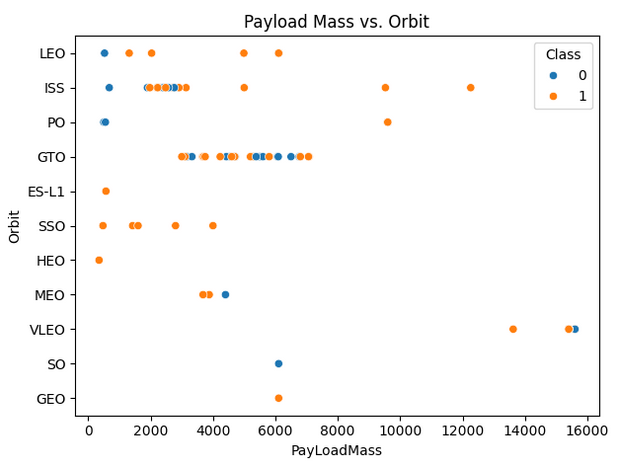 Payload Mass vs. Orbit
Class
0
1
Orbit
LEO
ISS
PO
GTO
ES-L1
SSO
HEO
MEO
VLEO
SO
GEO
0 2000 4000 6000 8000 10000 12000 14000 16000
PayLoadMass